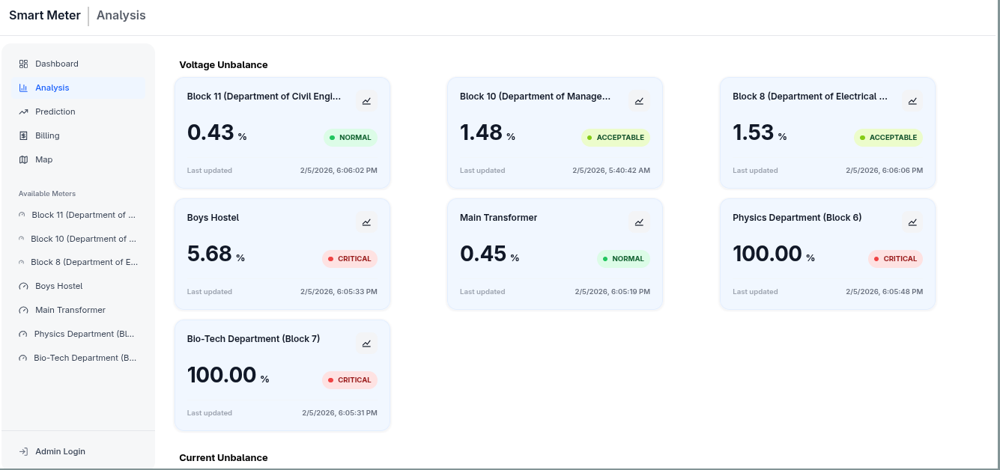 Smart Meter | Analysis
Dashboard
Analysis
Prediction
Billing
Map
Available Meters
Block 11 (Department of ...
Block 10 (Department of ...
Block 8 (Department of E...
Boys Hostel
Main Transformer
Physics Department (Bl...
Bio-Tech Department (B...
Admin Login
Voltage Unbalance
Block 11 (Department of Civil Engi...
0.43 %
NORMAL
Last updated 2/5/2026, 6:06:02 PM
Block 10 (Department of Manage...
1.48 %
ACCEPTABLE
Last updated 2/5/2026, 5:40:42 AM
Block 8 (Department of Electrical ...
1.53 %
ACCEPTABLE
Last updated 2/5/2026, 6:06:06 PM
Boys Hostel
5.68 %
CRITICAL
Last updated 2/5/2026, 6:05:33 PM
Main Transformer
0.45 %
NORMAL
Last updated 2/5/2026, 6:05:19 PM
Physics Department (Block 6)
100.00 %
CRITICAL
Last updated 2/5/2026, 6:05:48 PM
Bio-Tech Department (Block 7)
100.00 %
CRITICAL
Last updated 2/5/2026, 6:05:31 PM
Current Unbalance